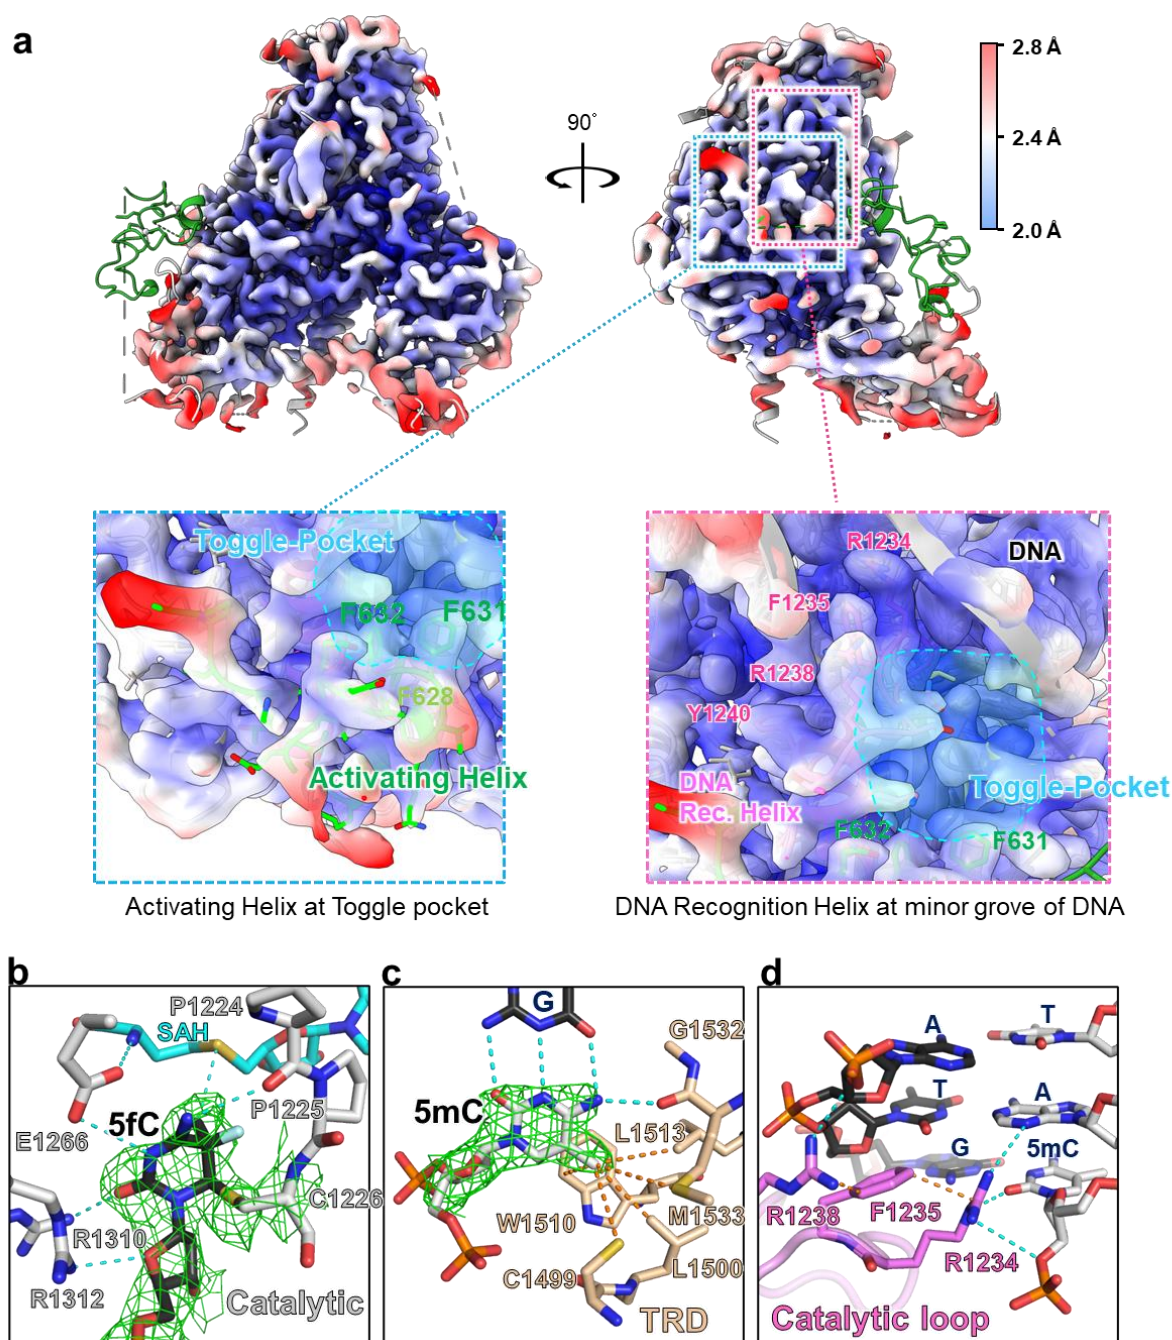 a
90°
2.8 Å
2.4 Å
2.0 Å
Toggle-Pocket
F632
F631
F628
Activating Helix
Activating Helix at Toggle pocket
R1234
DNA
F1235
R1238
Y1240
DNA
Rec. Helix
Toggle-Pocket
F632
F631
DNA Recognition Helix at minor grove of DNA
b
P1224
SAH
5fC
P1225
E1266
C1226
R1310
R1312
Catalytic
c
G
G1532
5mC
L1513
W1510
M1533
C1499
L1500
TRD
d
A
T
T
A
G
5mC
R1238
F1235
R1234
Catalytic loop